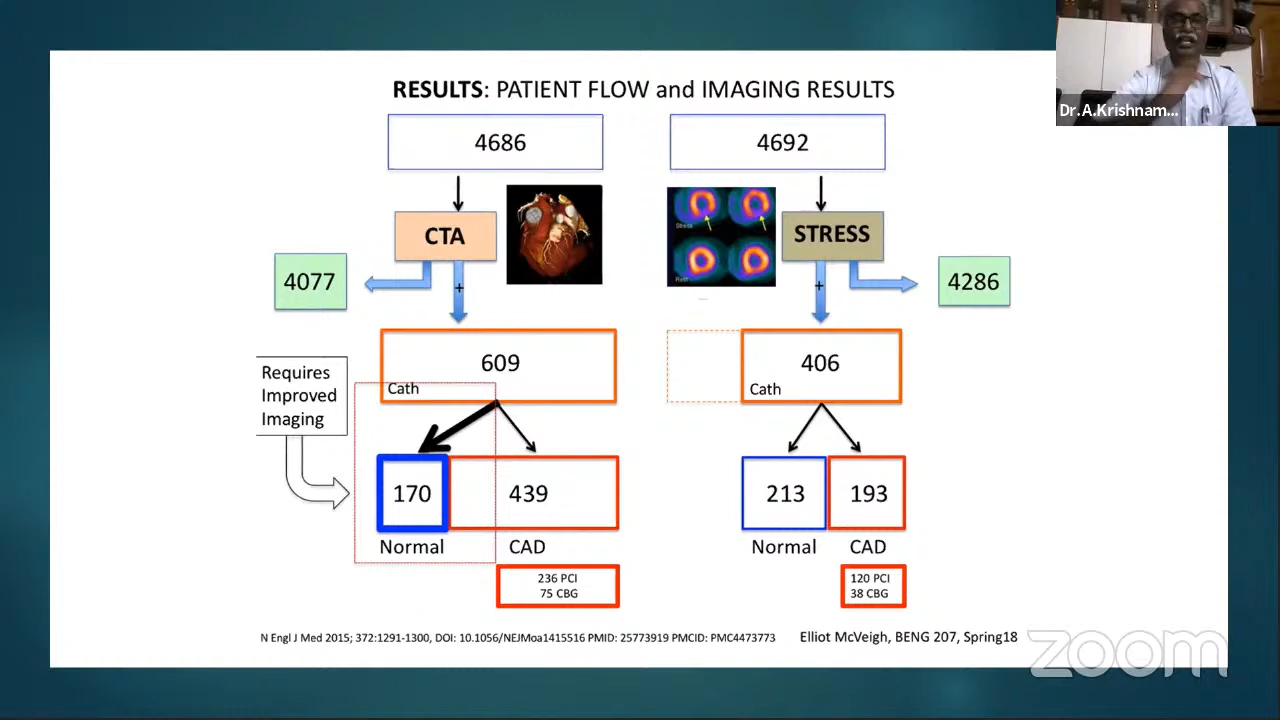 Dr.A.Krishnam...
RESULTS: PATIENT FLOW and IMAGING RESULTS
4686
4692
CTA
Stress
Rest
STRESS
4077
+
+
4286
609
Cath
406
Cath
Requires
Improved
Imaging
170
439
213
193
Normal
CAD
Normal
CAD
236 PCI
75 CBG
120 PCI
38 CBG
N Engl J Med 2015; 372:1291-1300, DOI: 10.1056/NEJMoa1415516 PMID: 25773919 PMCID: PMC4473773
Elliot McVeigh, BENG 207, Spring18
zoom